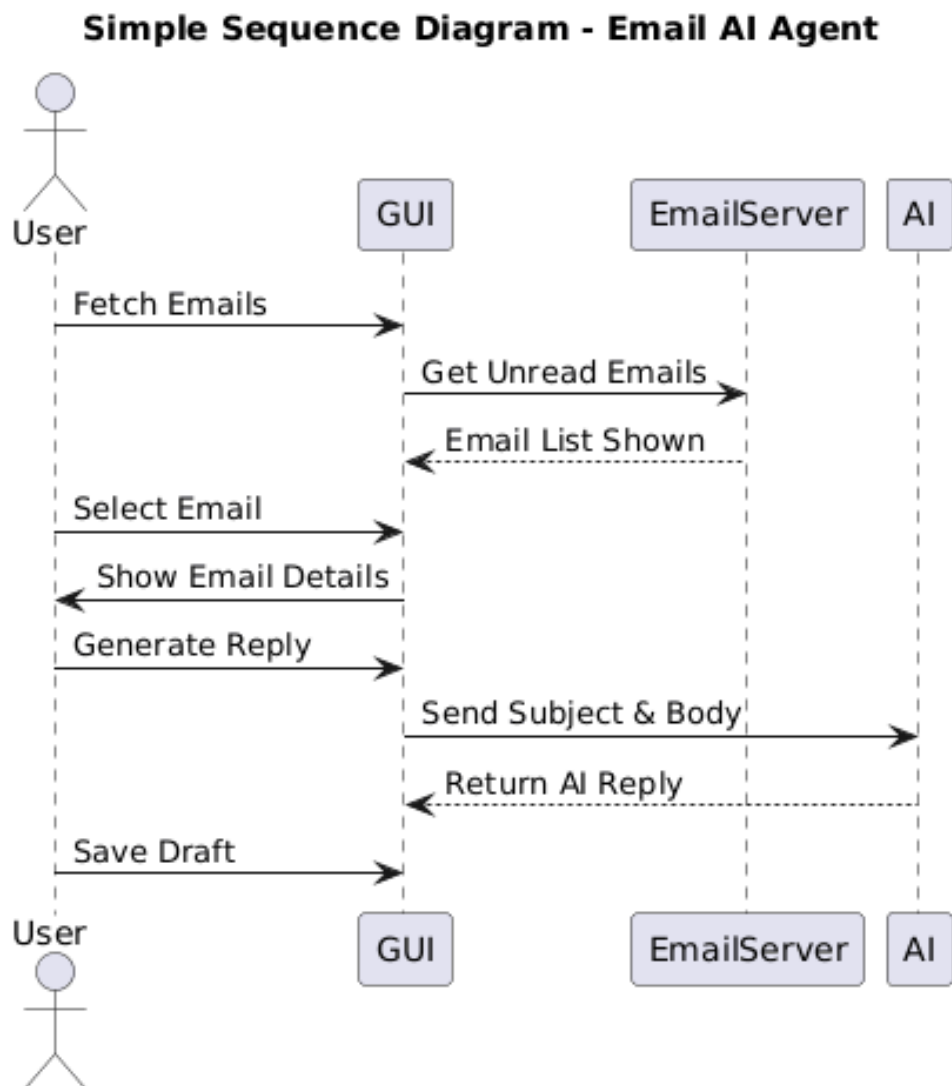 Simple Sequence Diagram - Email AI Agent
User
GUI
EmailServer
AI
Fetch Emails
Get Unread Emails
Email List Shown
Select Email
Show Email Details
Generate Reply
Send Subject & Body
Return AI Reply
Save Draft
User
GUI
EmailServer
AI